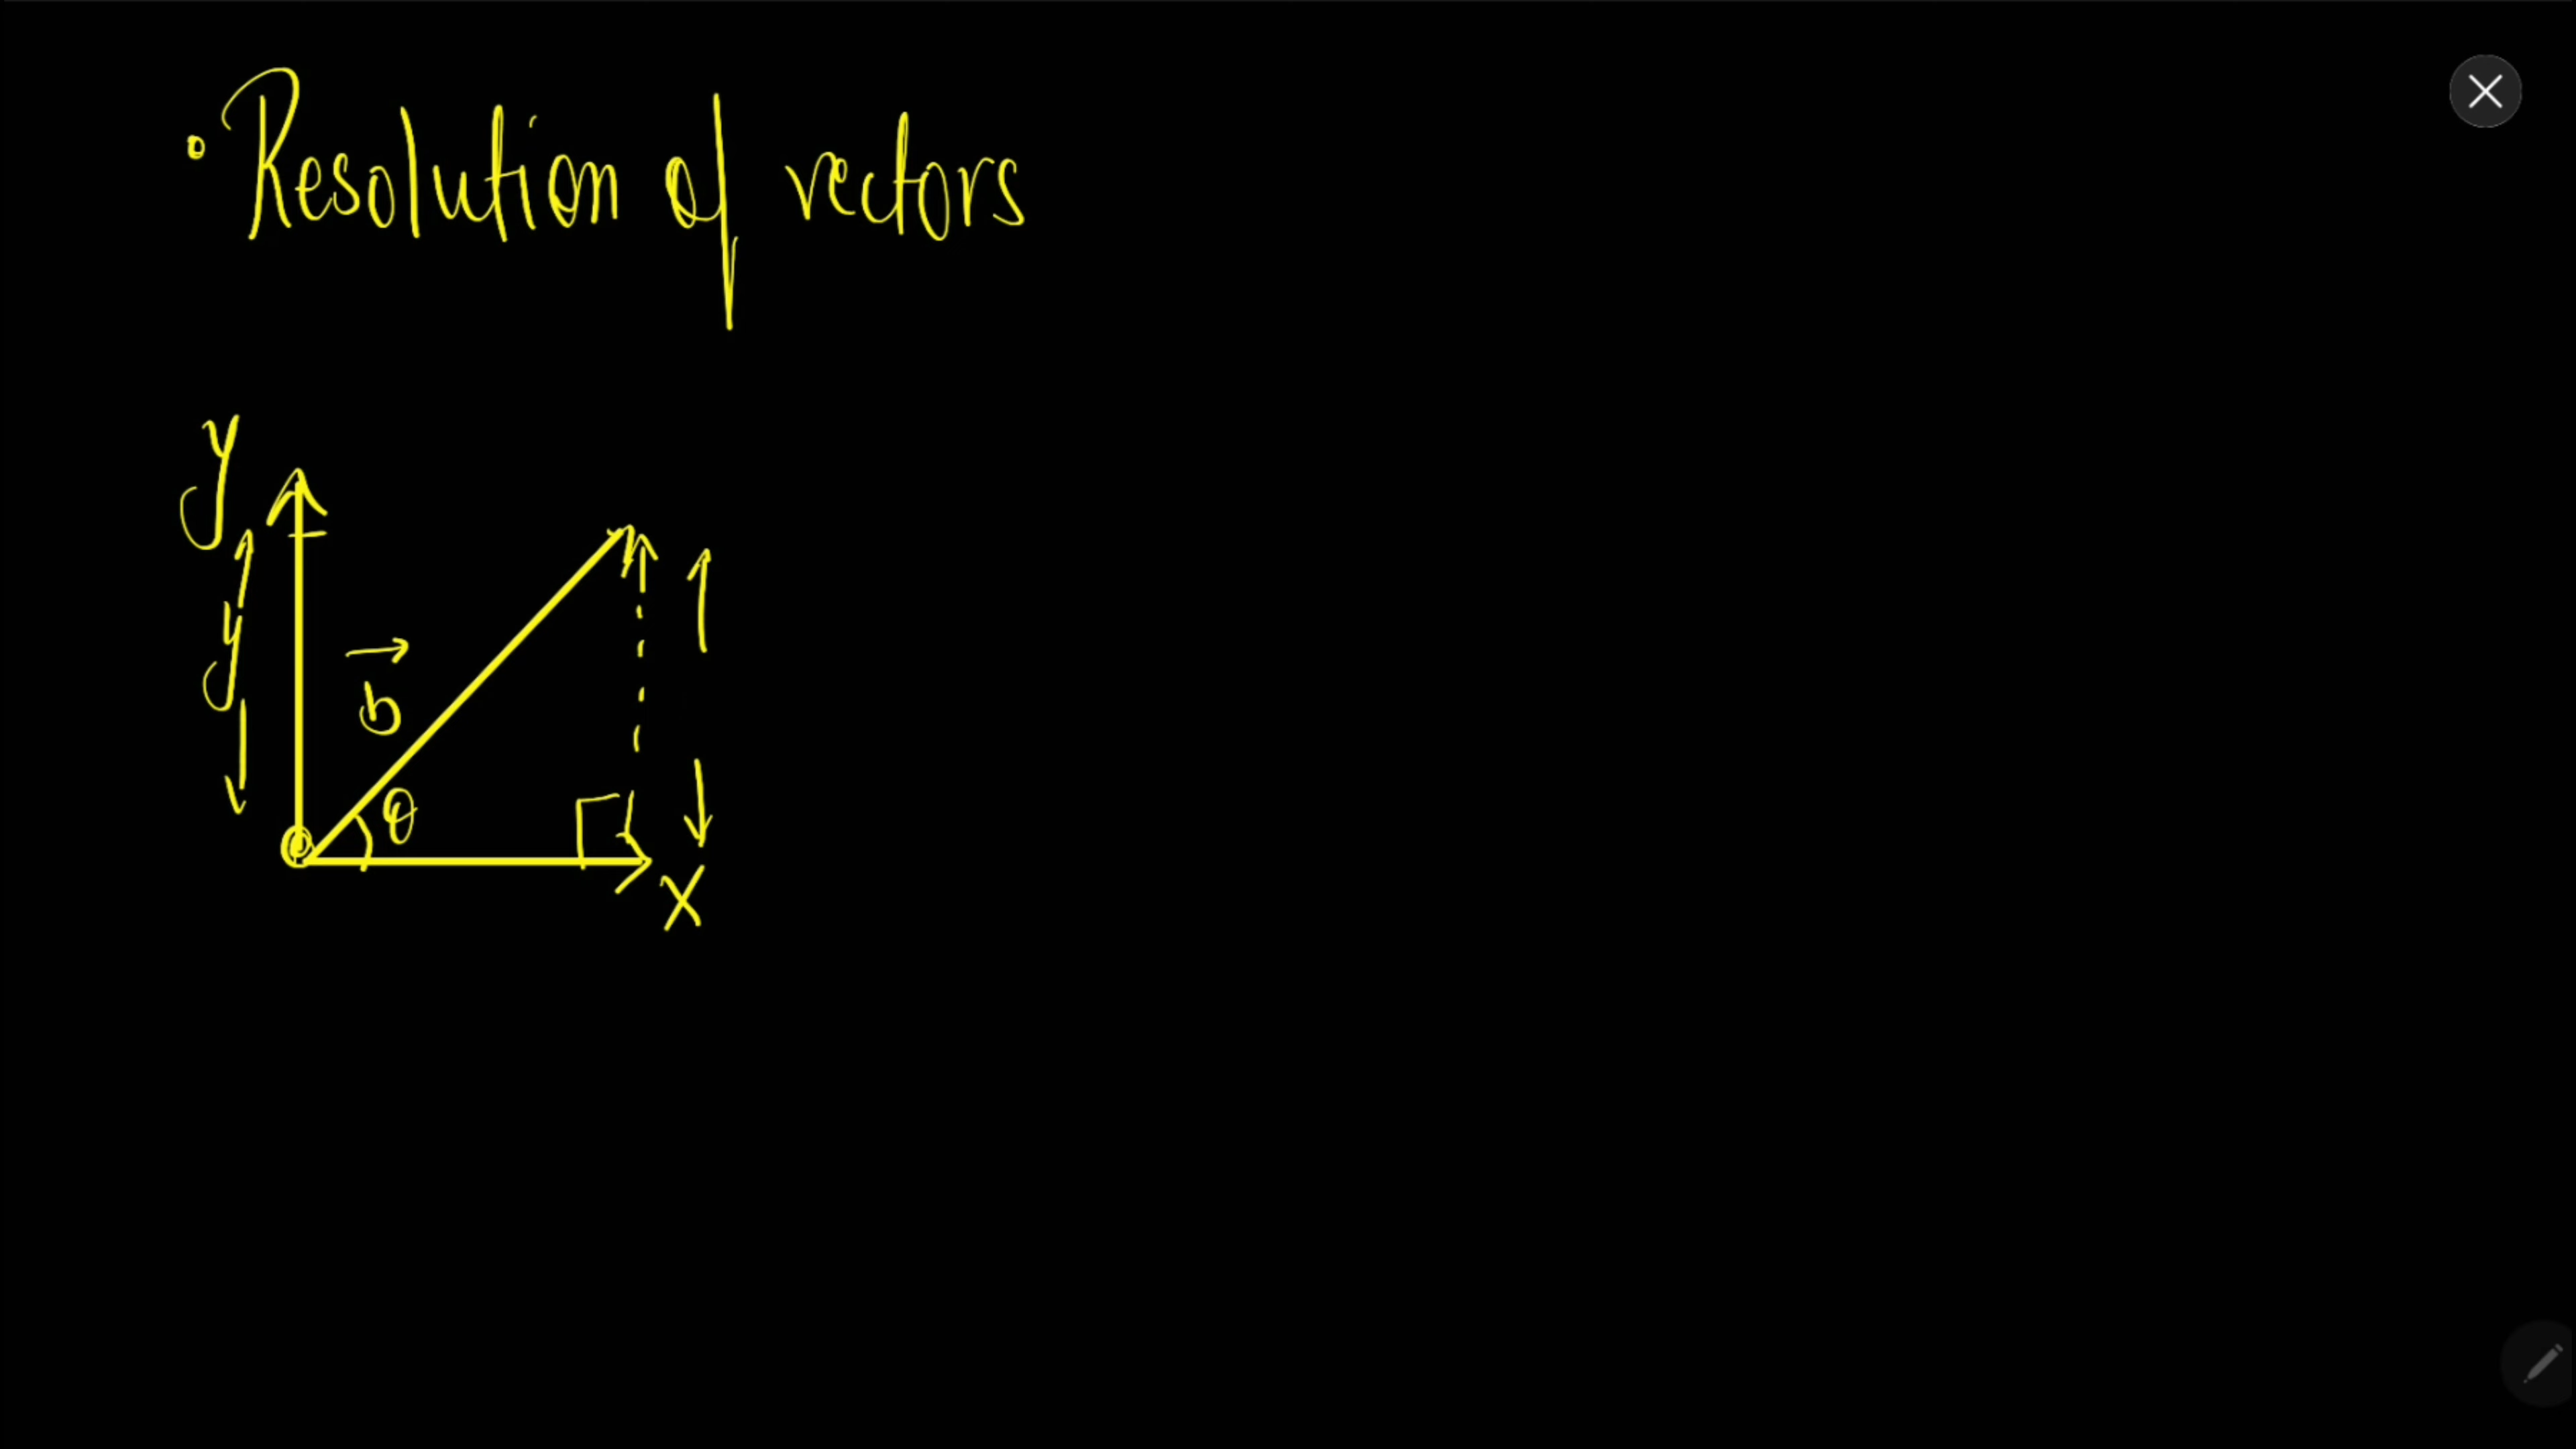 Resolution of vectors
y
y
b
θ
x